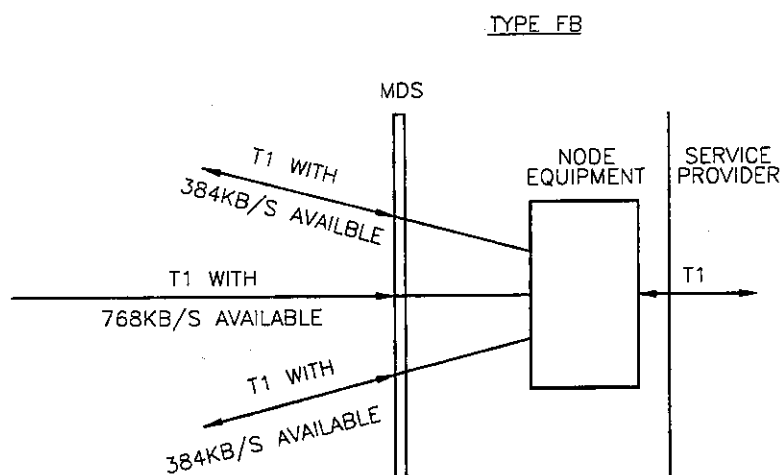 TYPE FB
MDS
T1 WITH
384KB/S AVAILBLE
NODE
EQUIPMENT
SERVICE
PROVIDER
T1 WITH
768KB/S AVAILABLE
T1
T1 WITH
384KB/S AVAILABLE